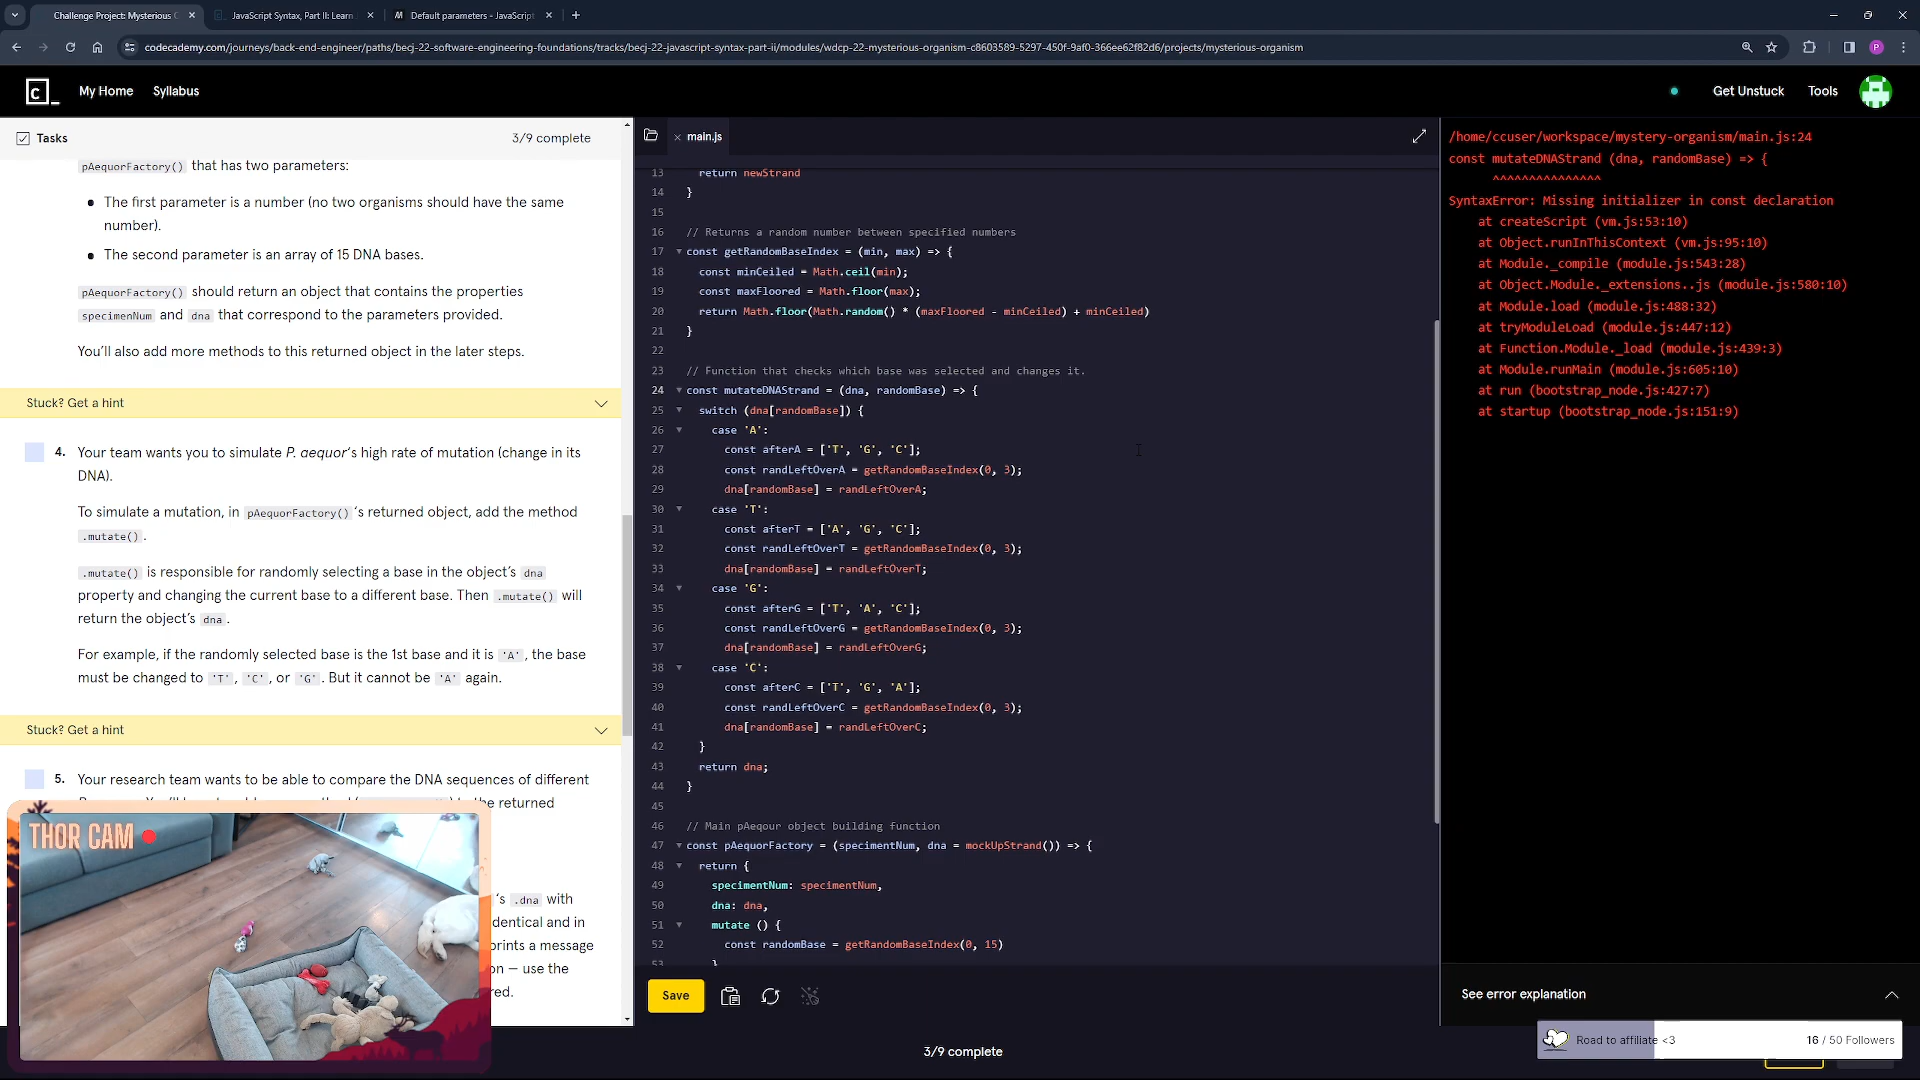 Challenge Project: Mysterious
JavaScript Syntax, Part II: Learn
Default parameters - JavaScript
codecademy.com/journeys/back-end-engineer/paths/becj-22-software-engineering-foundations/tracks/becj-22-javascript-syntax-part-ii/modules/wdcp-22-mysterious-organism-c8603589-5297-450f-9af0-366ee62f82d6/projects/mysterious-organism
P
My Home
Syllabus
Get Unstuck
Tools
Tasks
3/9 complete
pAequorFactory() that has two parameters:
The first parameter is a number (no two organisms should have the same
number).
The second parameter is an array of 15 DNA bases.
pAequorFactory() should return an object that contains the properties
specimenNum and dna that correspond to the parameters provided.
You'll also add more methods to this returned object in the later steps.
Stuck? Get a hint
4. Your team wants you to simulate P. aequor's high rate of mutation (change in its
DNA).
To simulate a mutation, in pAequorFactory()'s returned object, add the method
.mutate().
.mutate() is responsible for randomly selecting a base in the object's dna
property and changing the current base to a different base. Then .mutate() will
return the object's dna.
For example, if the randomly selected base is the 1st base and it is 'A', the base
must be changed to 'T', 'C', or 'G'. But it cannot be 'A' again.
Stuck? Get a hint
5. Your research team wants to be able to compare the DNA sequences of different
the returned
's .dna with
dentical and in
prints a message
on – use the
red.
THOR CAM
main.js
13 return newStrand
14 }
15
16 // Returns a random number between specified numbers
17 const getRandomBaseIndex = (min, max) => {
18 const minCeiled = Math.ceil(min);
19 const maxFloored = Math.floor(max);
20 return Math.floor(Math.random() * (maxFloored - minCeiled) + minCeiled)
21 }
22
23 // Function that checks which base was selected and changes it.
24 const mutateDNAStrand = (dna, randomBase) => {
25 switch (dna[randomBase]) {
26 case 'A':
27 const afterA = ['T', 'G', 'C'];
28 const randLeftOverA = getRandomBaseIndex(0, 3);
29 dna[randomBase] = randLeftOverA;
30 case 'T':
31 const afterT = ['A', 'G', 'C'];
32 const randLeftOverT = getRandomBaseIndex(0, 3);
33 dna[randomBase] = randLeftOverT;
34 case 'G':
35 const afterG = ['T', 'A', 'C'];
36 const randLeftOverG = getRandomBaseIndex(0, 3);
37 dna[randomBase] = randLeftOverG;
38 case 'C':
39 const afterC = ['T', 'G', 'A'];
40 const randLeftOverC = getRandomBaseIndex(0, 3);
41 dna[randomBase] = randLeftOverC;
42 }
43 return dna;
44 }
45
46 // Main pAeqour object building function
47 const pAequorFactory = (specimentNum, dna = mockUpStrand()) => {
48 return {
49 specimentNum: specimentNum,
50 dna: dna,
51 mutate () {
52 const randomBase = getRandomBaseIndex(0, 15)
53 }
Save
3/9 complete
/home/ccuser/workspace/mystery-organism/main.js:24
const mutateDNAStrand (dna, randomBase) => {
^^^^^^^^^^^^^^^
SyntaxError: Missing initializer in const declaration
at createScript (vm.js:53:10)
at Object.runInThisContext (vm.js:95:10)
at Module._compile (module.js:543:28)
at Object.Module._extensions..js (module.js:580:10)
at Module.load (module.js:488:32)
at tryModuleLoad (module.js:447:12)
at Function.Module._load (module.js:439:3)
at Module.runMain (module.js:605:10)
at run (bootstrap_node.js:427:7)
at startup (bootstrap_node.js:151:9)
See error explanation
Road to affiliate <3
16 / 50 Followers